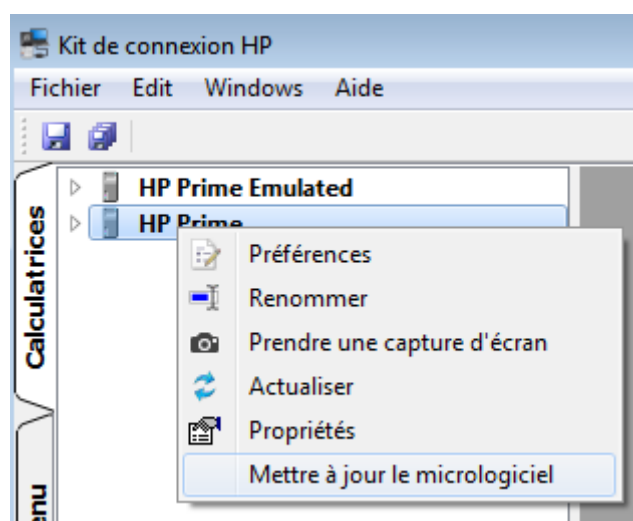 Kit de connexion HP
Fichier Edit Windows Aide
Calculatrices
HP Prime Emulated
HP Prime
Préférences
Renommer
Prendre une capture d'écran
Actualiser
Propriétés
Mettre à jour le micrologiciel